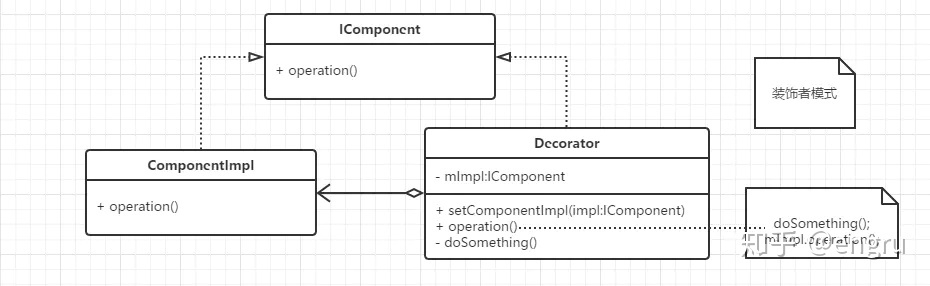 IComponent
+ operation()
装饰者模式
ComponentImpl
+ operation()
Decorator
- mImpl:IComponent
+ setComponentImpl(impl:IComponent)
+ operation()
- doSomething()
doSomething();
mImpl.operation();
知乎 @engru